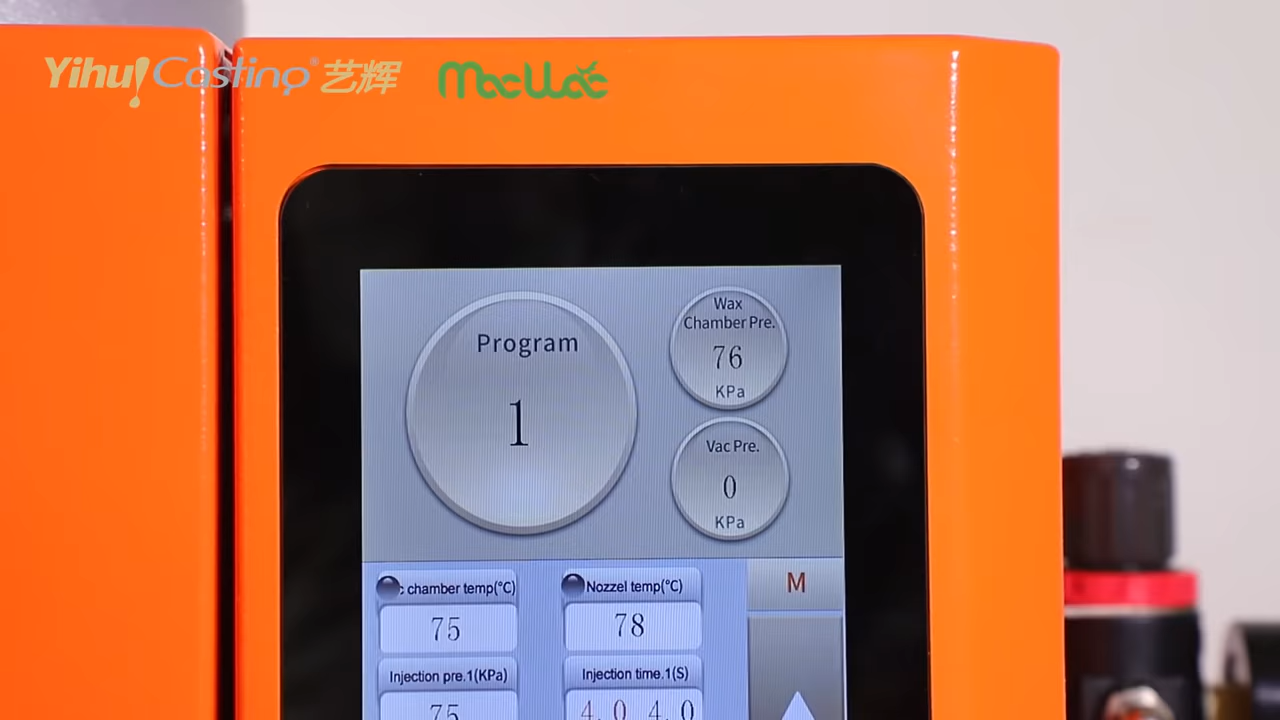 Yihui Casting® 艺辉
MacWac
Program
1
Wax
Chamber Pre.
76
KPa
Vac Pre.
0
KPa
chamber temp(°C)
75
Nozzel temp(°C)
78
M
Injection pre.1(KPa)
75
Injection time.1(S)
4.0 4.0